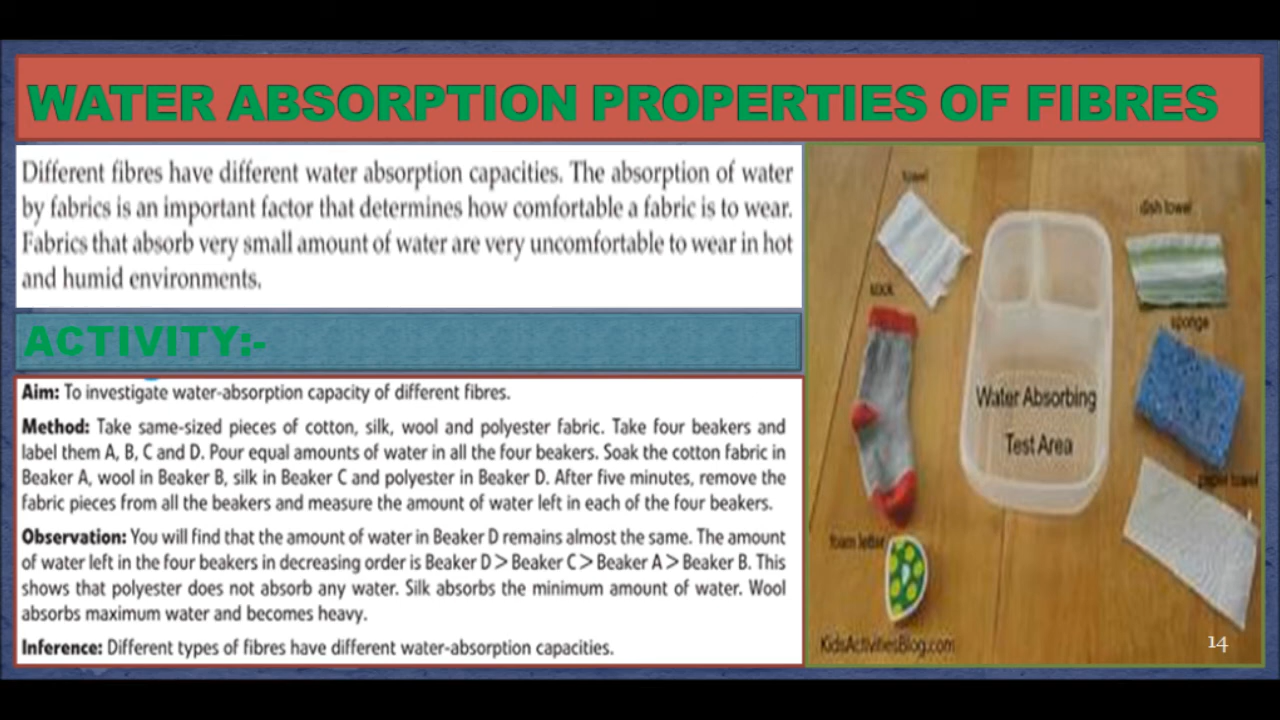 WATER ABSORPTION PROPERTIES OF FIBRES
Different fibres have different water absorption capacities. The absorption of water
by fabrics is an important factor that determines how comfortable a fabric is to wear.
Fabrics that absorb very small amount of water are very uncomfortable to wear in hot
and humid environments.
ACTIVITY:-
Aim: To investigate water-absorption capacity of different fibres.
Method: Take same-sized pieces of cotton, silk, wool and polyester fabric. Take four beakers and
label them A, B, C and D. Pour equal amounts of water in all the four beakers. Soak the cotton fabric in
Beaker A, wool in Beaker B, silk in Beaker C and polyester in Beaker D. After five minutes, remove the
fabric pieces from all the beakers and measure the amount of water left in each of the four beakers.
Observation: You will find that the amount of water in Beaker D remains almost the same. The amount
of water left in the four beakers in decreasing order is Beaker D > Beaker C > Beaker A > Beaker B. This
shows that polyester does not absorb any water. Silk absorbs the minimum amount of water. Wool
absorbs maximum water and becomes heavy.
Inference: Different types of fibres have different water-absorption capacities.
towel
dish towel
sock
sponge
Water Absorbing
Test Area
paper towel
foam letter
KidsActivitiesBlog.com
14